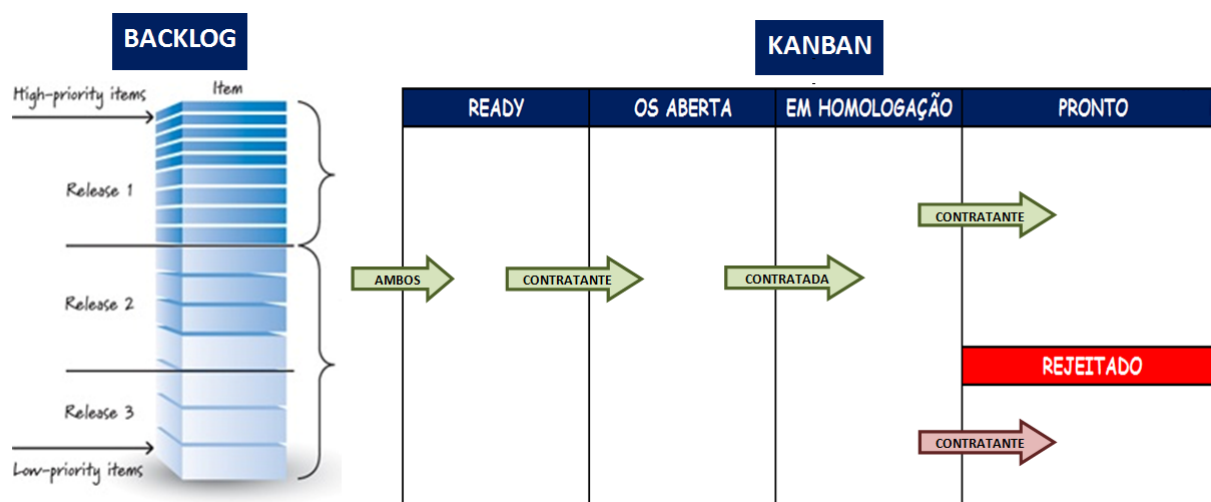 BACKLOG
High-priority items
Item
Release 1
Release 2
Release 3
Low-priority items
KANBAN
READY
OS ABERTA
EM HOMOLOGAÇÃO
PRONTO
CONTRATANTE
AMBOS
CONTRATANTE
CONTRATADA
REJEITADO
CONTRATANTE